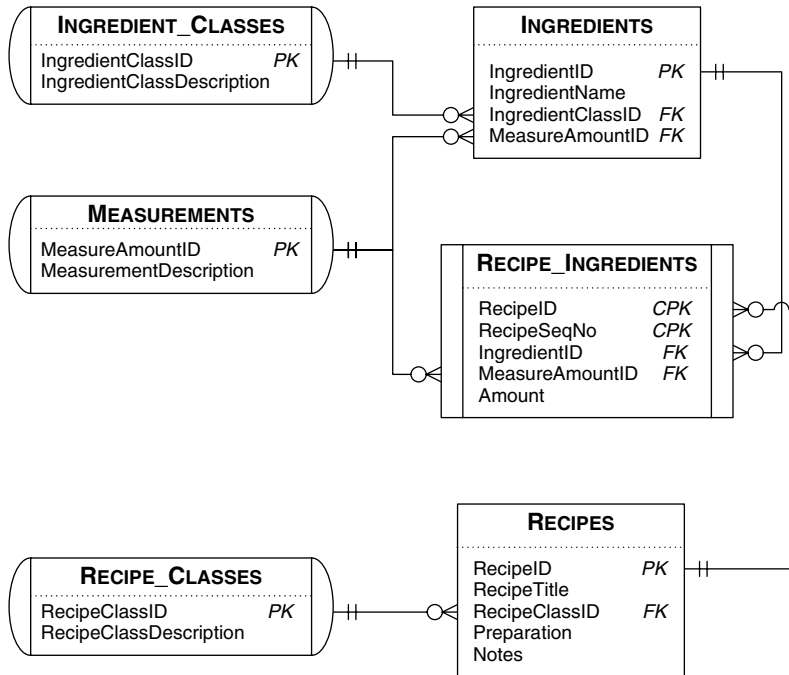 INGREDIENT_CLASSES
IngredientClassID PK
IngredientClassDescription
INGREDIENTS
IngredientID PK
IngredientName
IngredientClassID FK
MeasureAmountID FK
MEASUREMENTS
MeasureAmountID PK
MeasurementDescription
RECIPE_INGREDIENTS
RecipeID CPK
RecipeSeqNo CPK
IngredientID FK
MeasureAmountID FK
Amount
RECIPE_CLASSES
RecipeClassID PK
RecipeClassDescription
RECIPES
RecipeID PK
RecipeTitle
RecipeClassID FK
Preparation
Notes